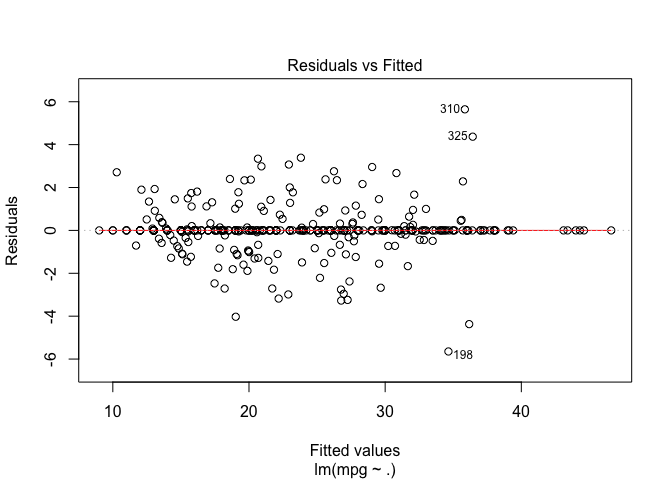 Residuals vs Fitted
Residuals
6
4
2
0
-2
-4
-6
310
325
198
10 20 30 40
Fitted values
lm(mpg ~ .)